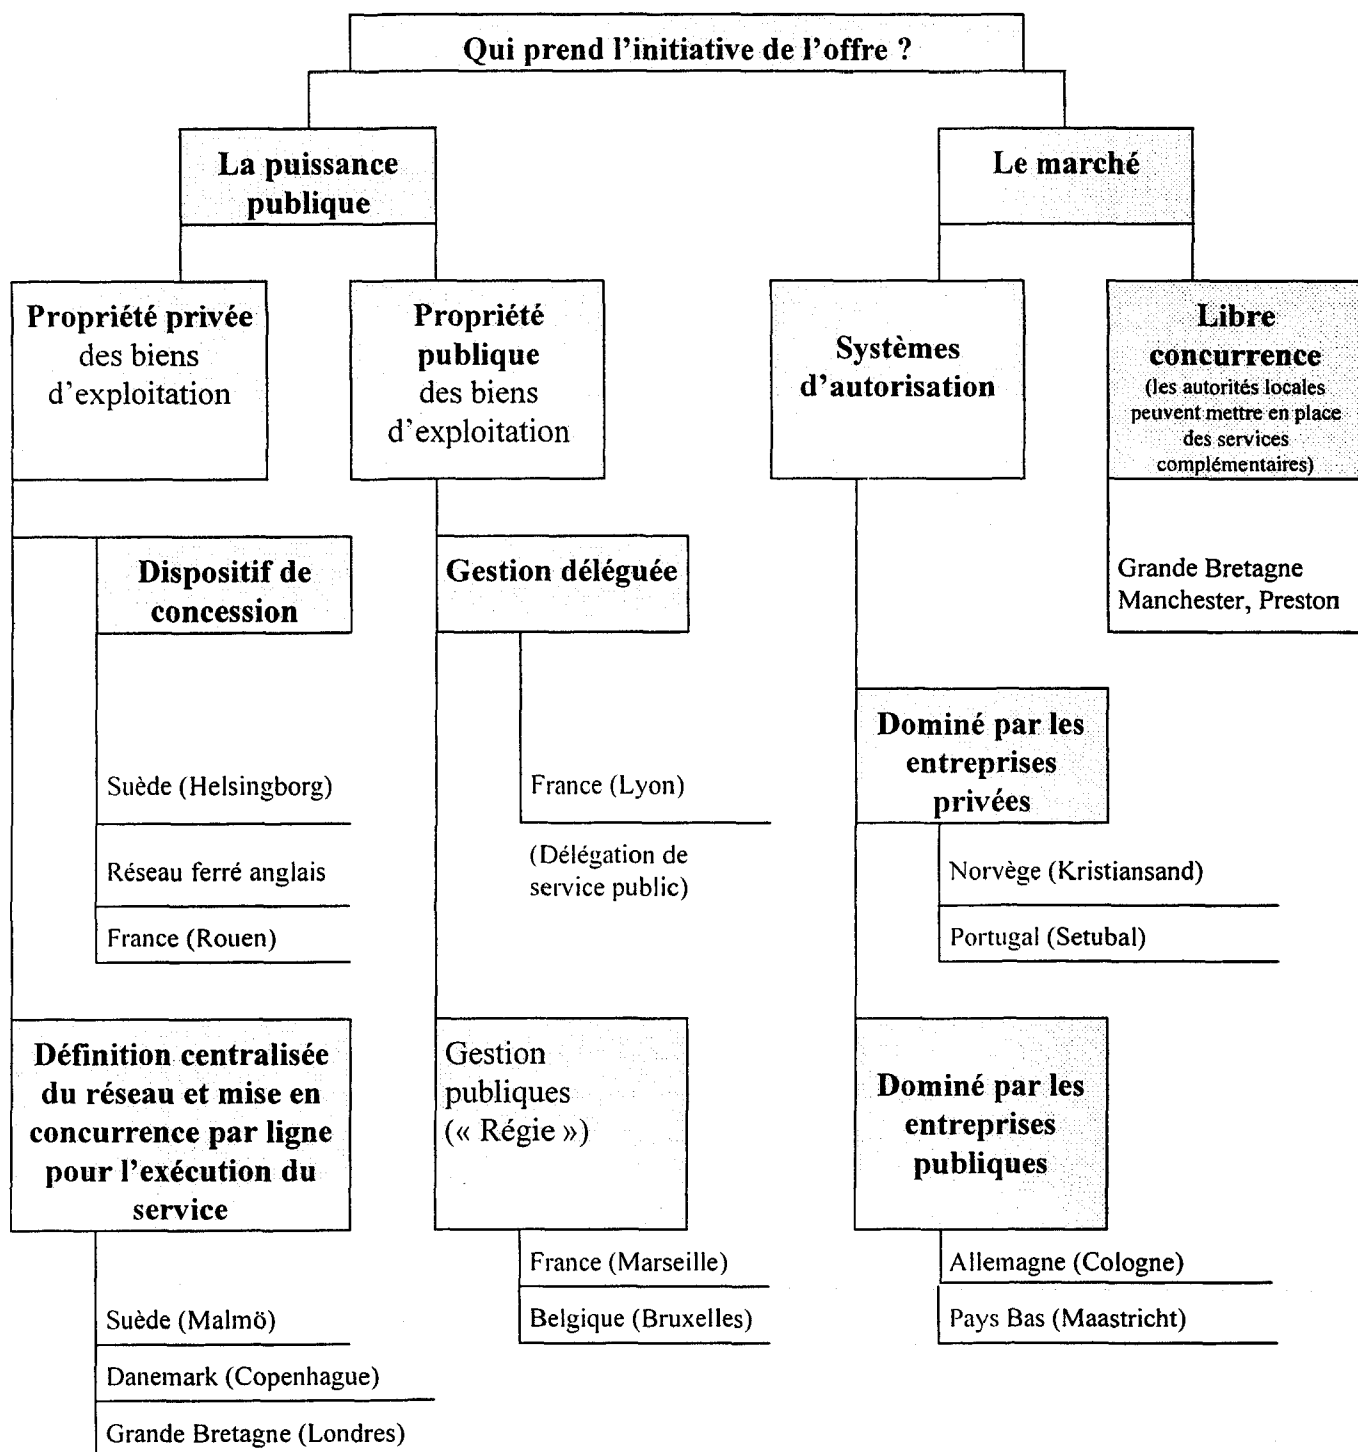 Qui prend l'initiative de l'offre ?
La puissance
publique
Le marché
Propriété privée
des biens
d'exploitation
Propriété
publique
des biens
d'exploitation
Systèmes
d'autorisation
Libre
concurrence
(les autorités locales
peuvent mettre en place
des services
complémentaires)
Dispositif de
concession
Gestion déléguée
Grande Bretagne
Manchester, Preston
Suède (Helsingborg)
Réseau ferré anglais
France (Rouen)
France (Lyon)
(Délégation de
service public)
Dominé par les
entreprises
privées
Norvège (Kristiansand)
Portugal (Setubal)
Définition centralisée
du réseau et mise en
concurrence par ligne
pour l'exécution du
service
Gestion
publiques
(« Régie »)
Dominé par les
entreprises
publiques
Suède (Malmö)
Danemark (Copenhague)
Grande Bretagne (Londres)
France (Marseille)
Belgique (Bruxelles)
Allemagne (Cologne)
Pays Bas (Maastricht)